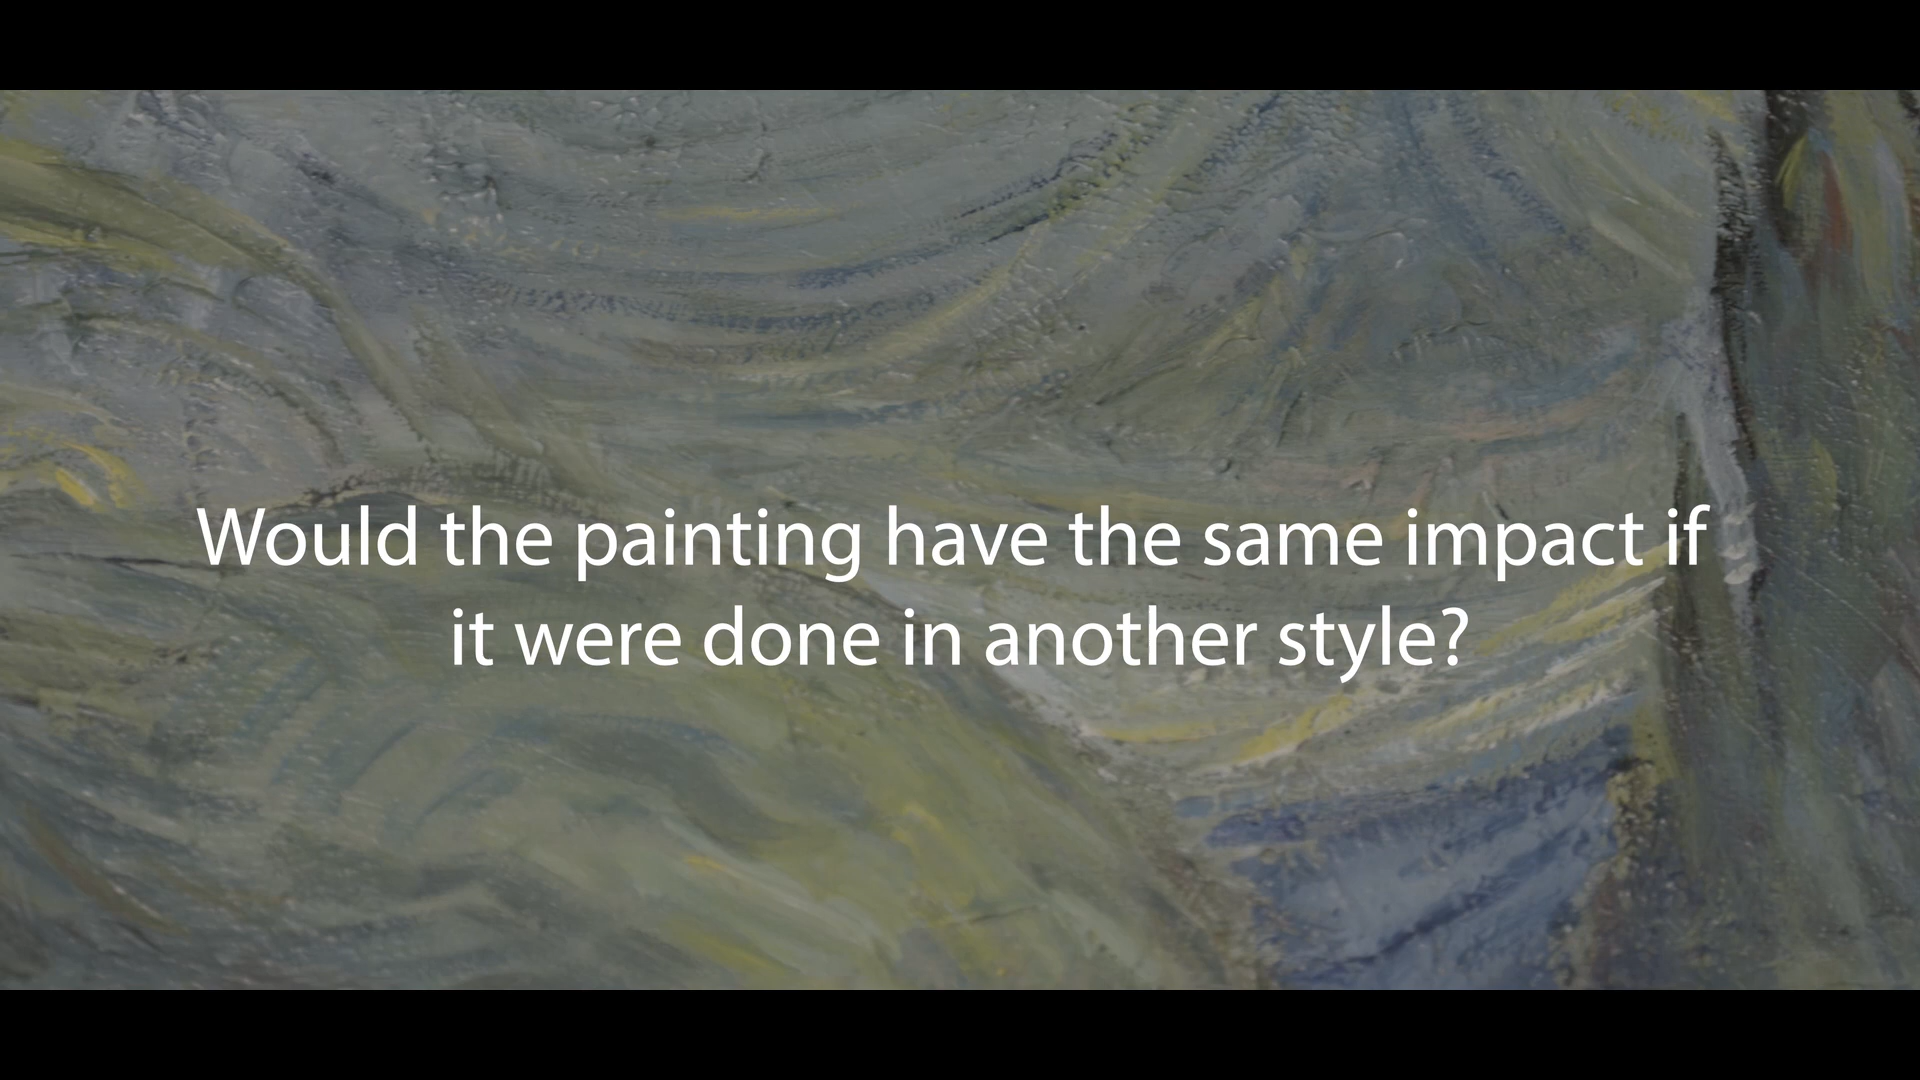 Would the painting have the same impact if
it were done in another style?